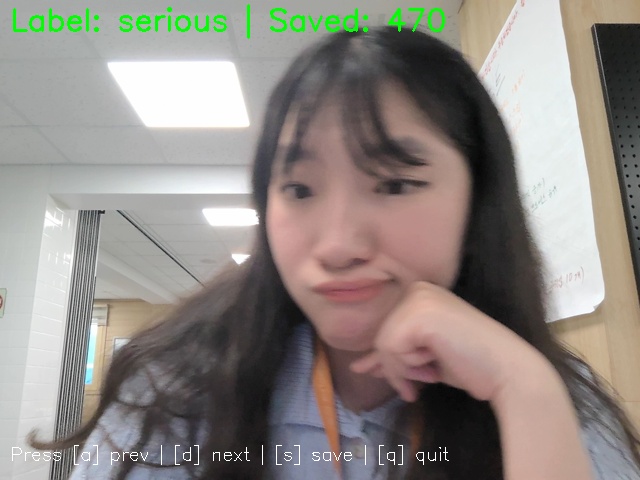 Label: serious | Saved: 470
Press [a] prev | [d] next | [s] save | [q] quit